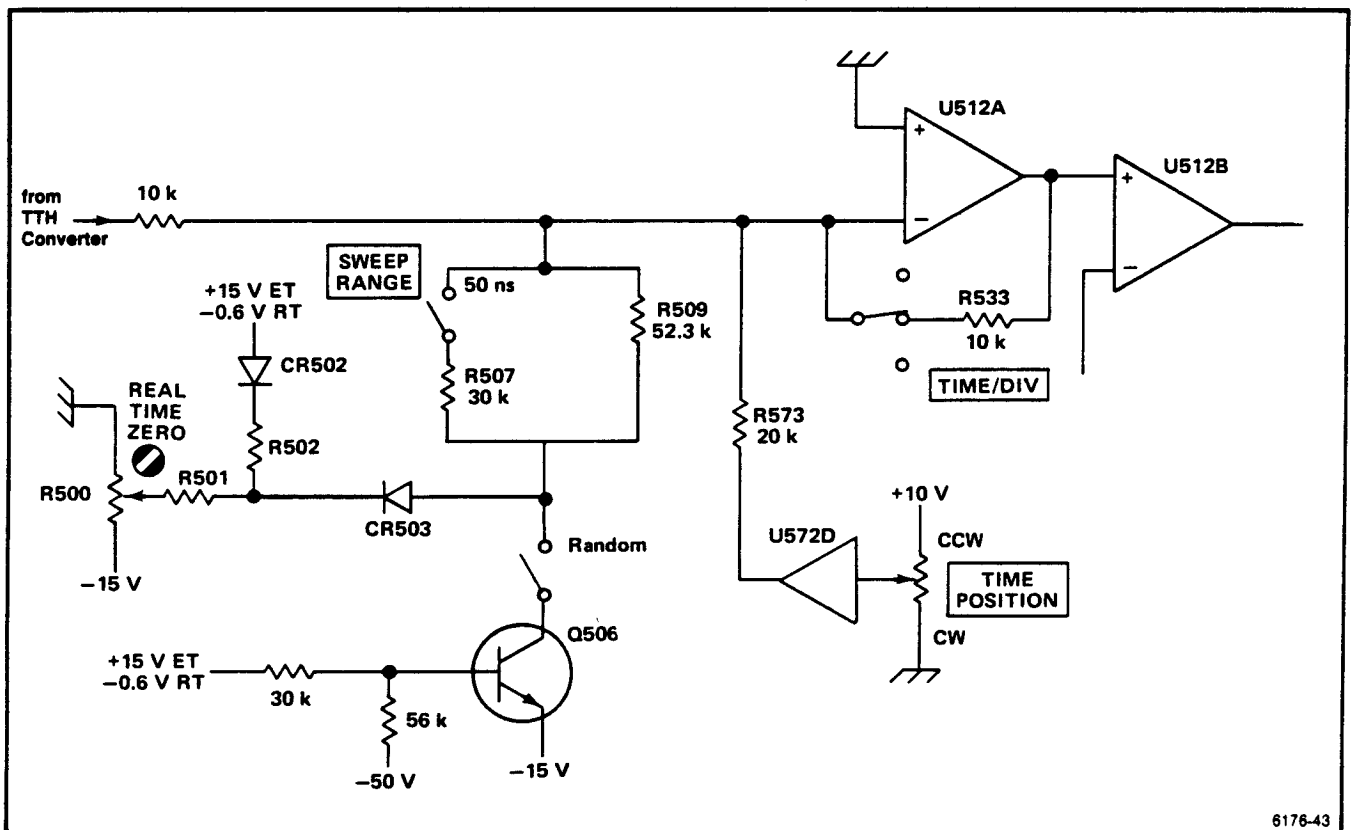 U512A
+
−
U512B
+
−
from
TTH
Converter
10 k
SWEEP
RANGE
50 ns
R509
52.3 k
R533
10 k
TIME/DIV
+15 V ET
−0.6 V RT
CR502
R507
30 k
REAL
TIME
ZERO
R502
R573
20 k
R500
R501
CR503
−15 V
Random
U572D
+10 V
CCW
TIME
POSITION
CW
Q506
+15 V ET
−0.6 V RT
30 k
56 k
−50 V
−15 V
6176-43